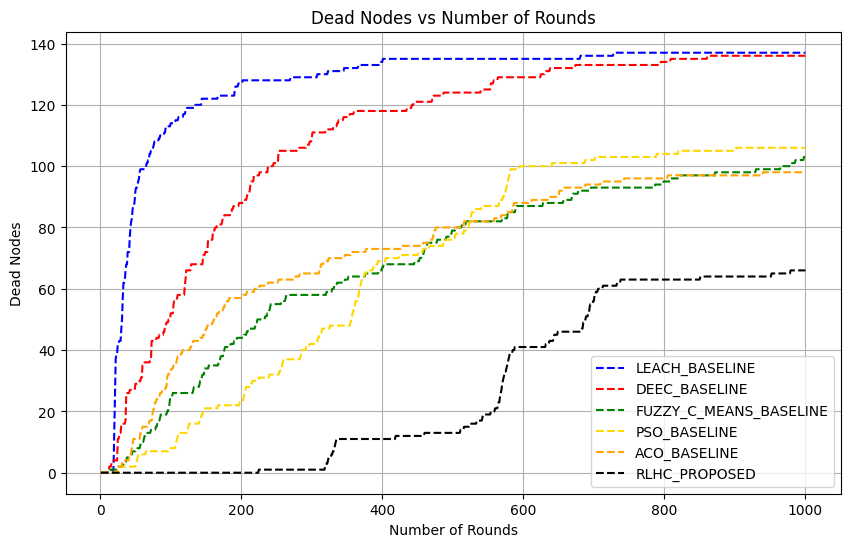 Dead Nodes vs Number of Rounds
Dead Nodes
140
120
100
80
60
40
20
0
0 200 400 600 800 1000
Number of Rounds
LEACH_BASELINE
DEEC_BASELINE
FUZZY_C_MEANS_BASELINE
PSO_BASELINE
ACO_BASELINE
RLHC_PROPOSED